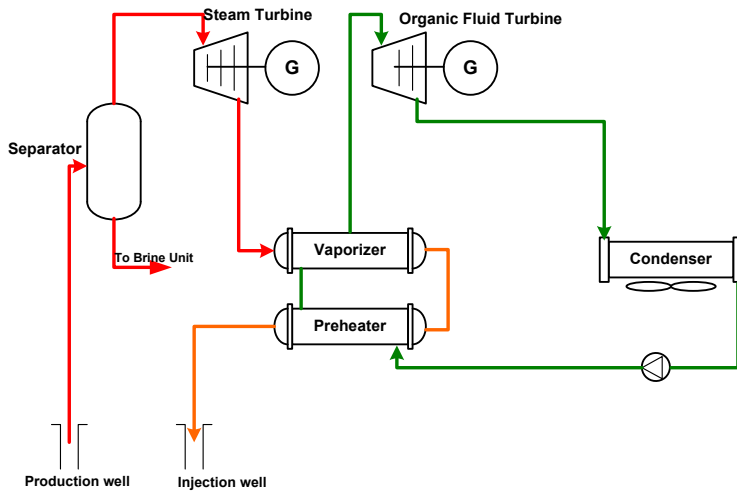 Steam Turbine
Organic Fluid Turbine
G
G
Separator
To Brine Unit
Vaporizer
Condenser
Preheater
Production well
Injection well